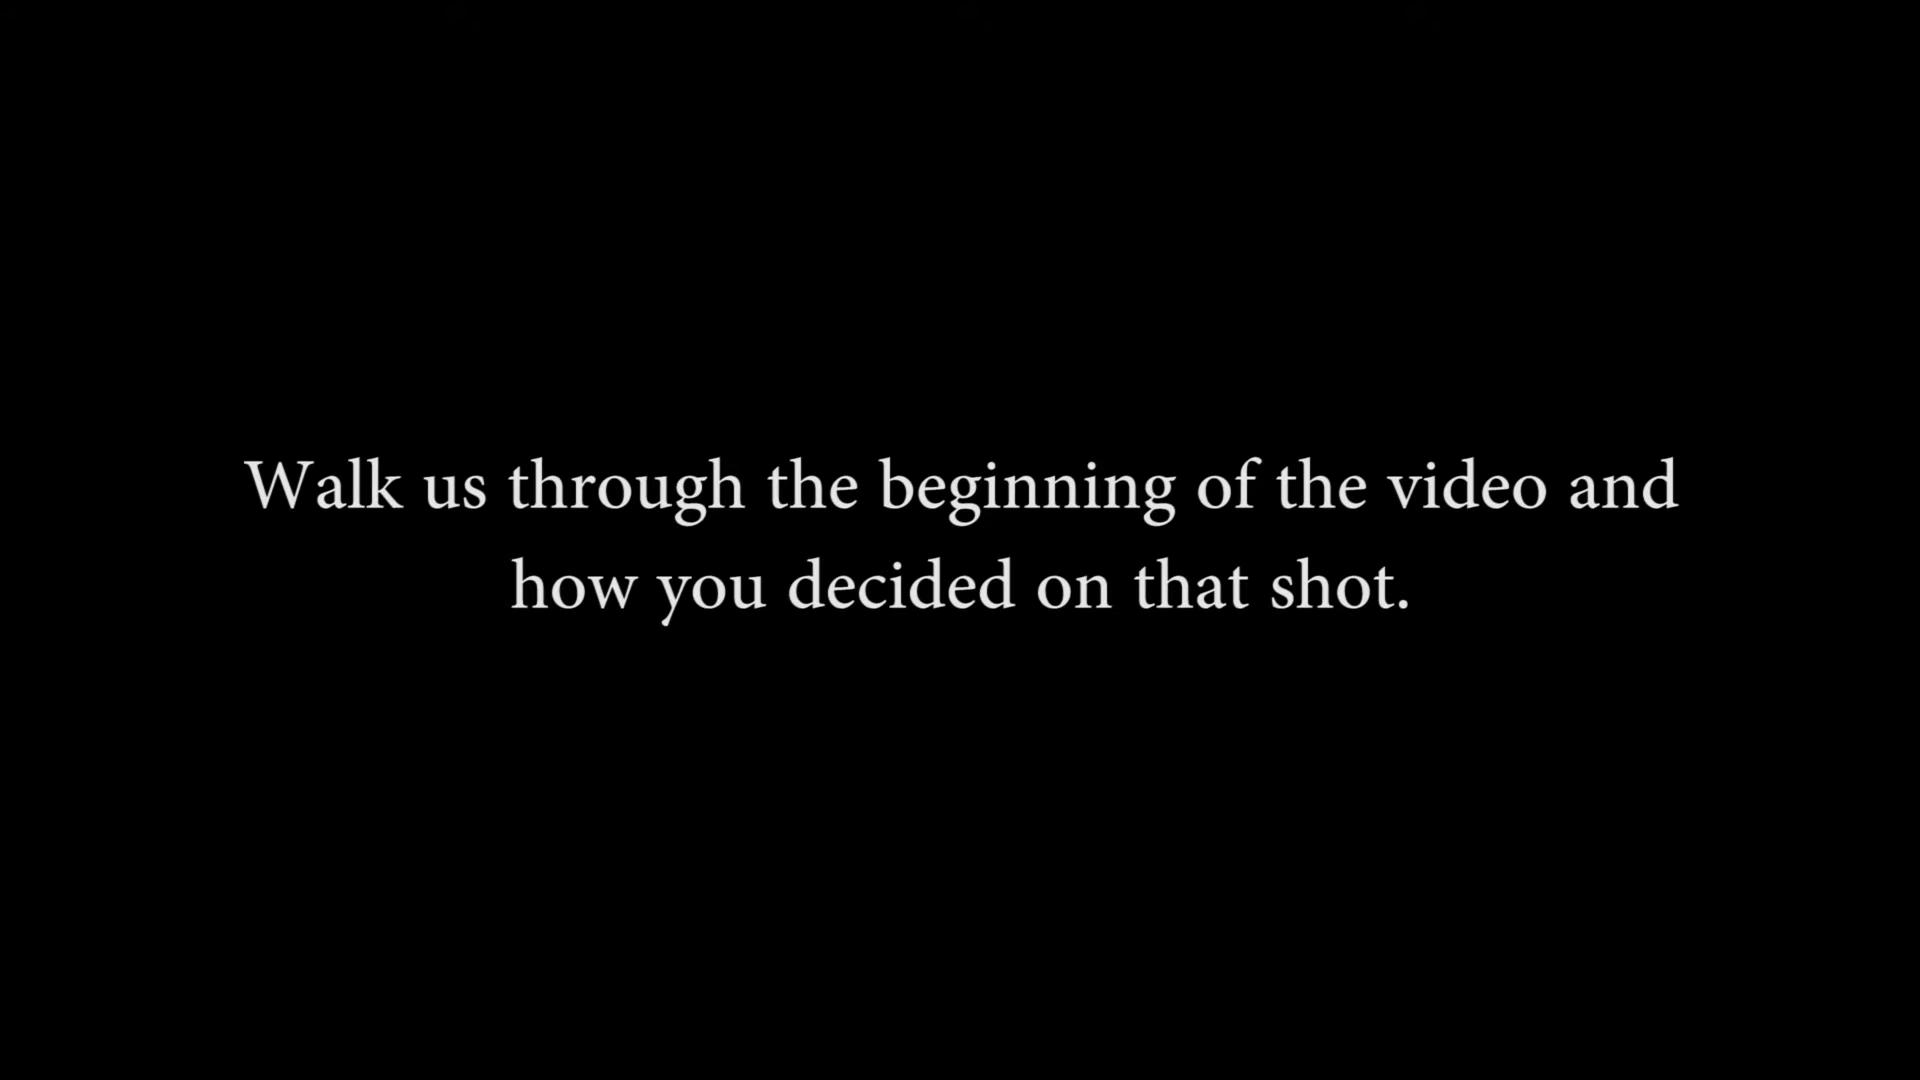 Walk us through the beginning of the video and
how you decided on that shot.